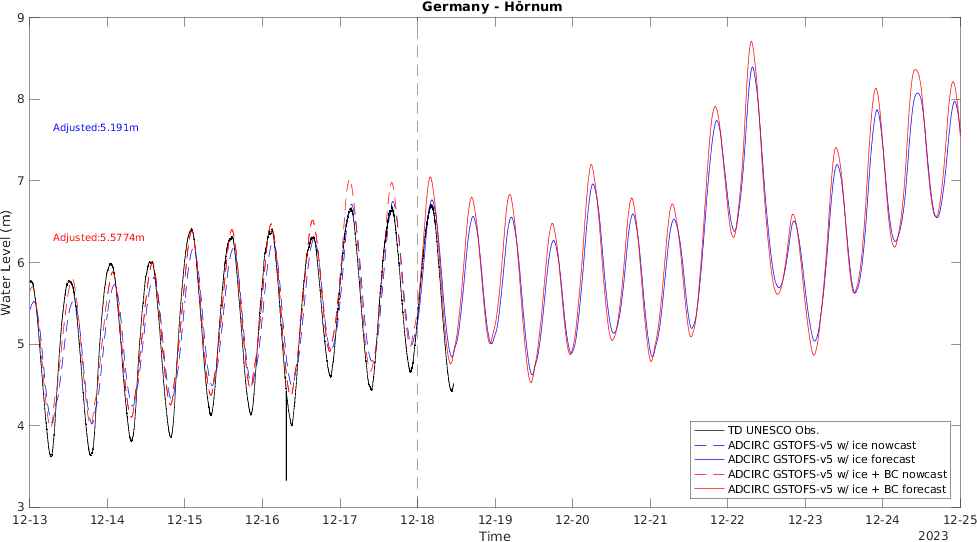 Germany - Hörnum
9
8
7
6
5
4
3
Water Level (m)
Adjusted:5.191m
Adjusted:5.5774m
TD UNESCO Obs.
ADCIRC GSTOFS-v5 w/ ice nowcast
ADCIRC GSTOFS-v5 w/ ice forecast
ADCIRC GSTOFS-v5 w/ ice + BC nowcast
ADCIRC GSTOFS-v5 w/ ice + BC forecast
12-13 12-14 12-15 12-16 12-17 12-18 12-19 12-20 12-21 12-22 12-23 12-24 12-25
Time
2023